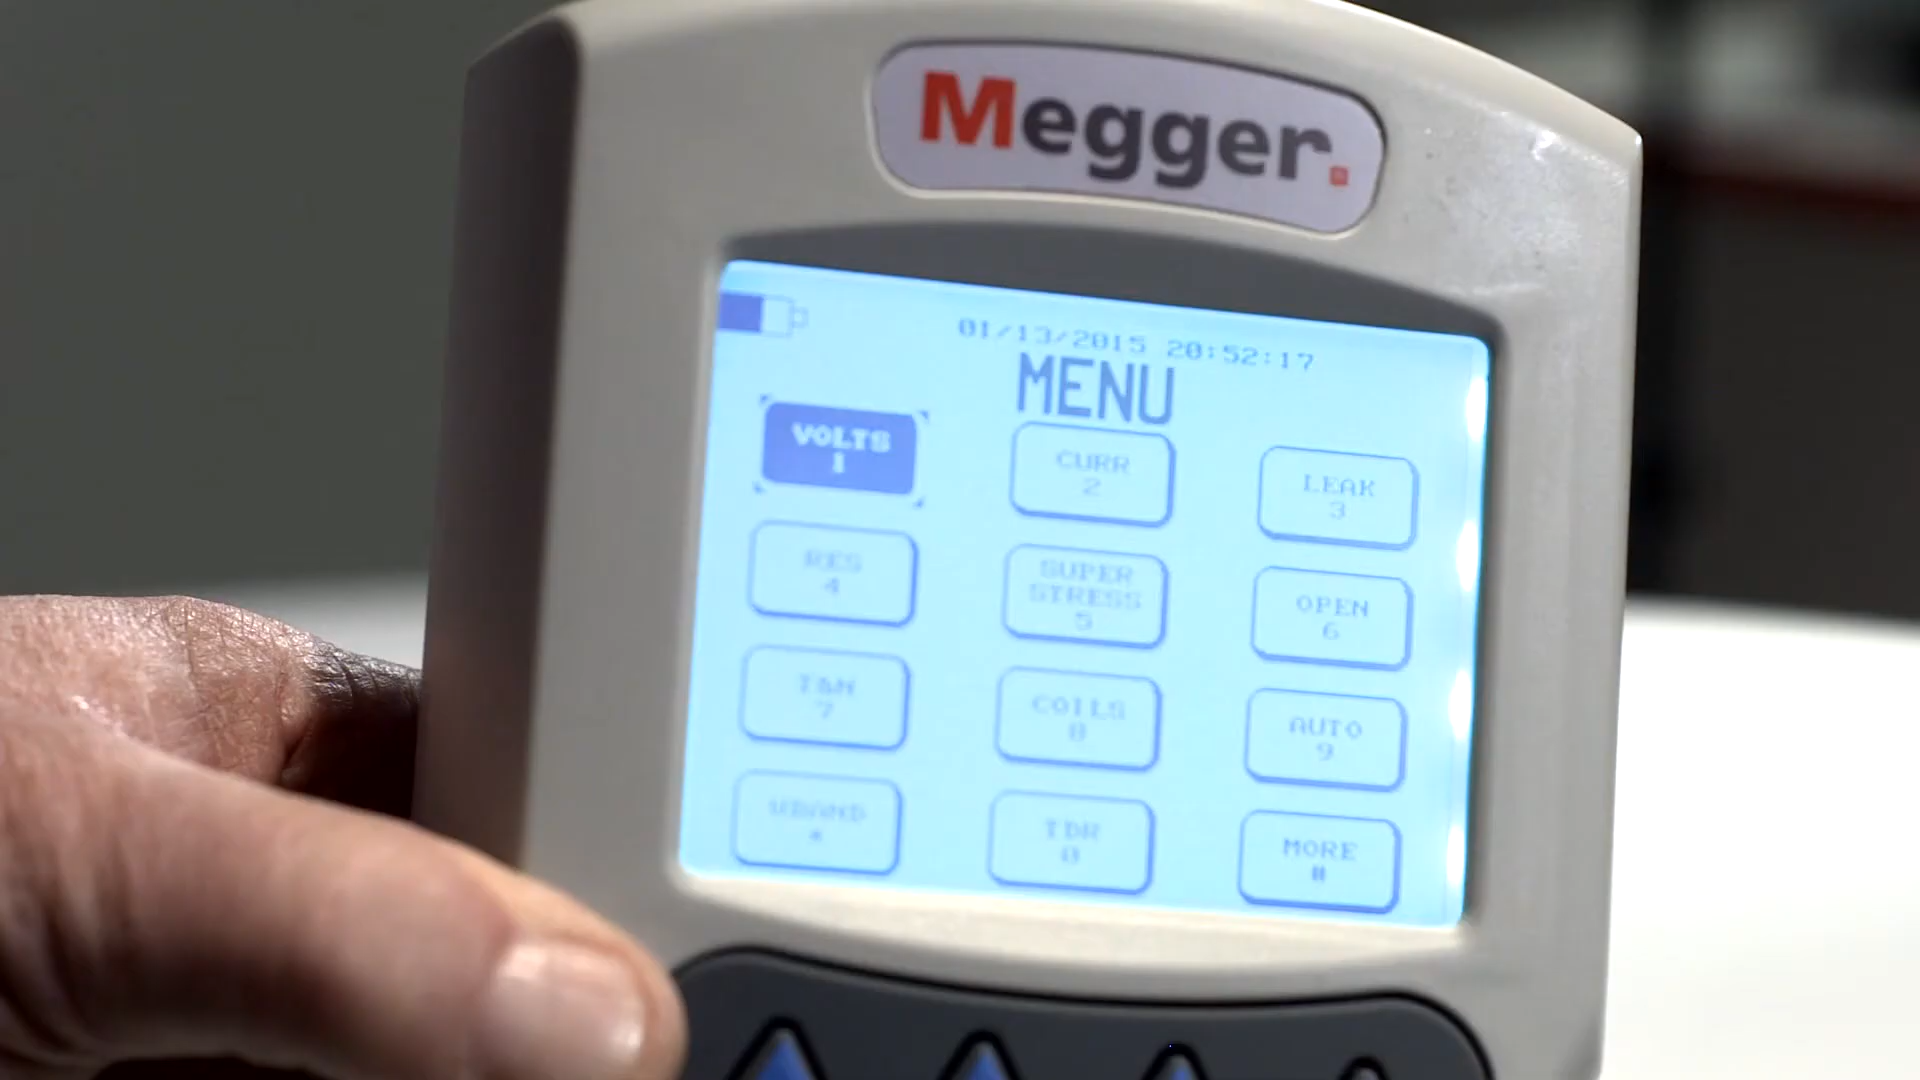 Megger.
01/13/2015 20:52:17
MENU
VOLTS
1
CURR
2
LEAK
3
RES
4
SUPER
STRESS
5
OPEN
6
T&N
7
COILS
8
AUTO
9
WBAND
*
TDR
0
MORE
#